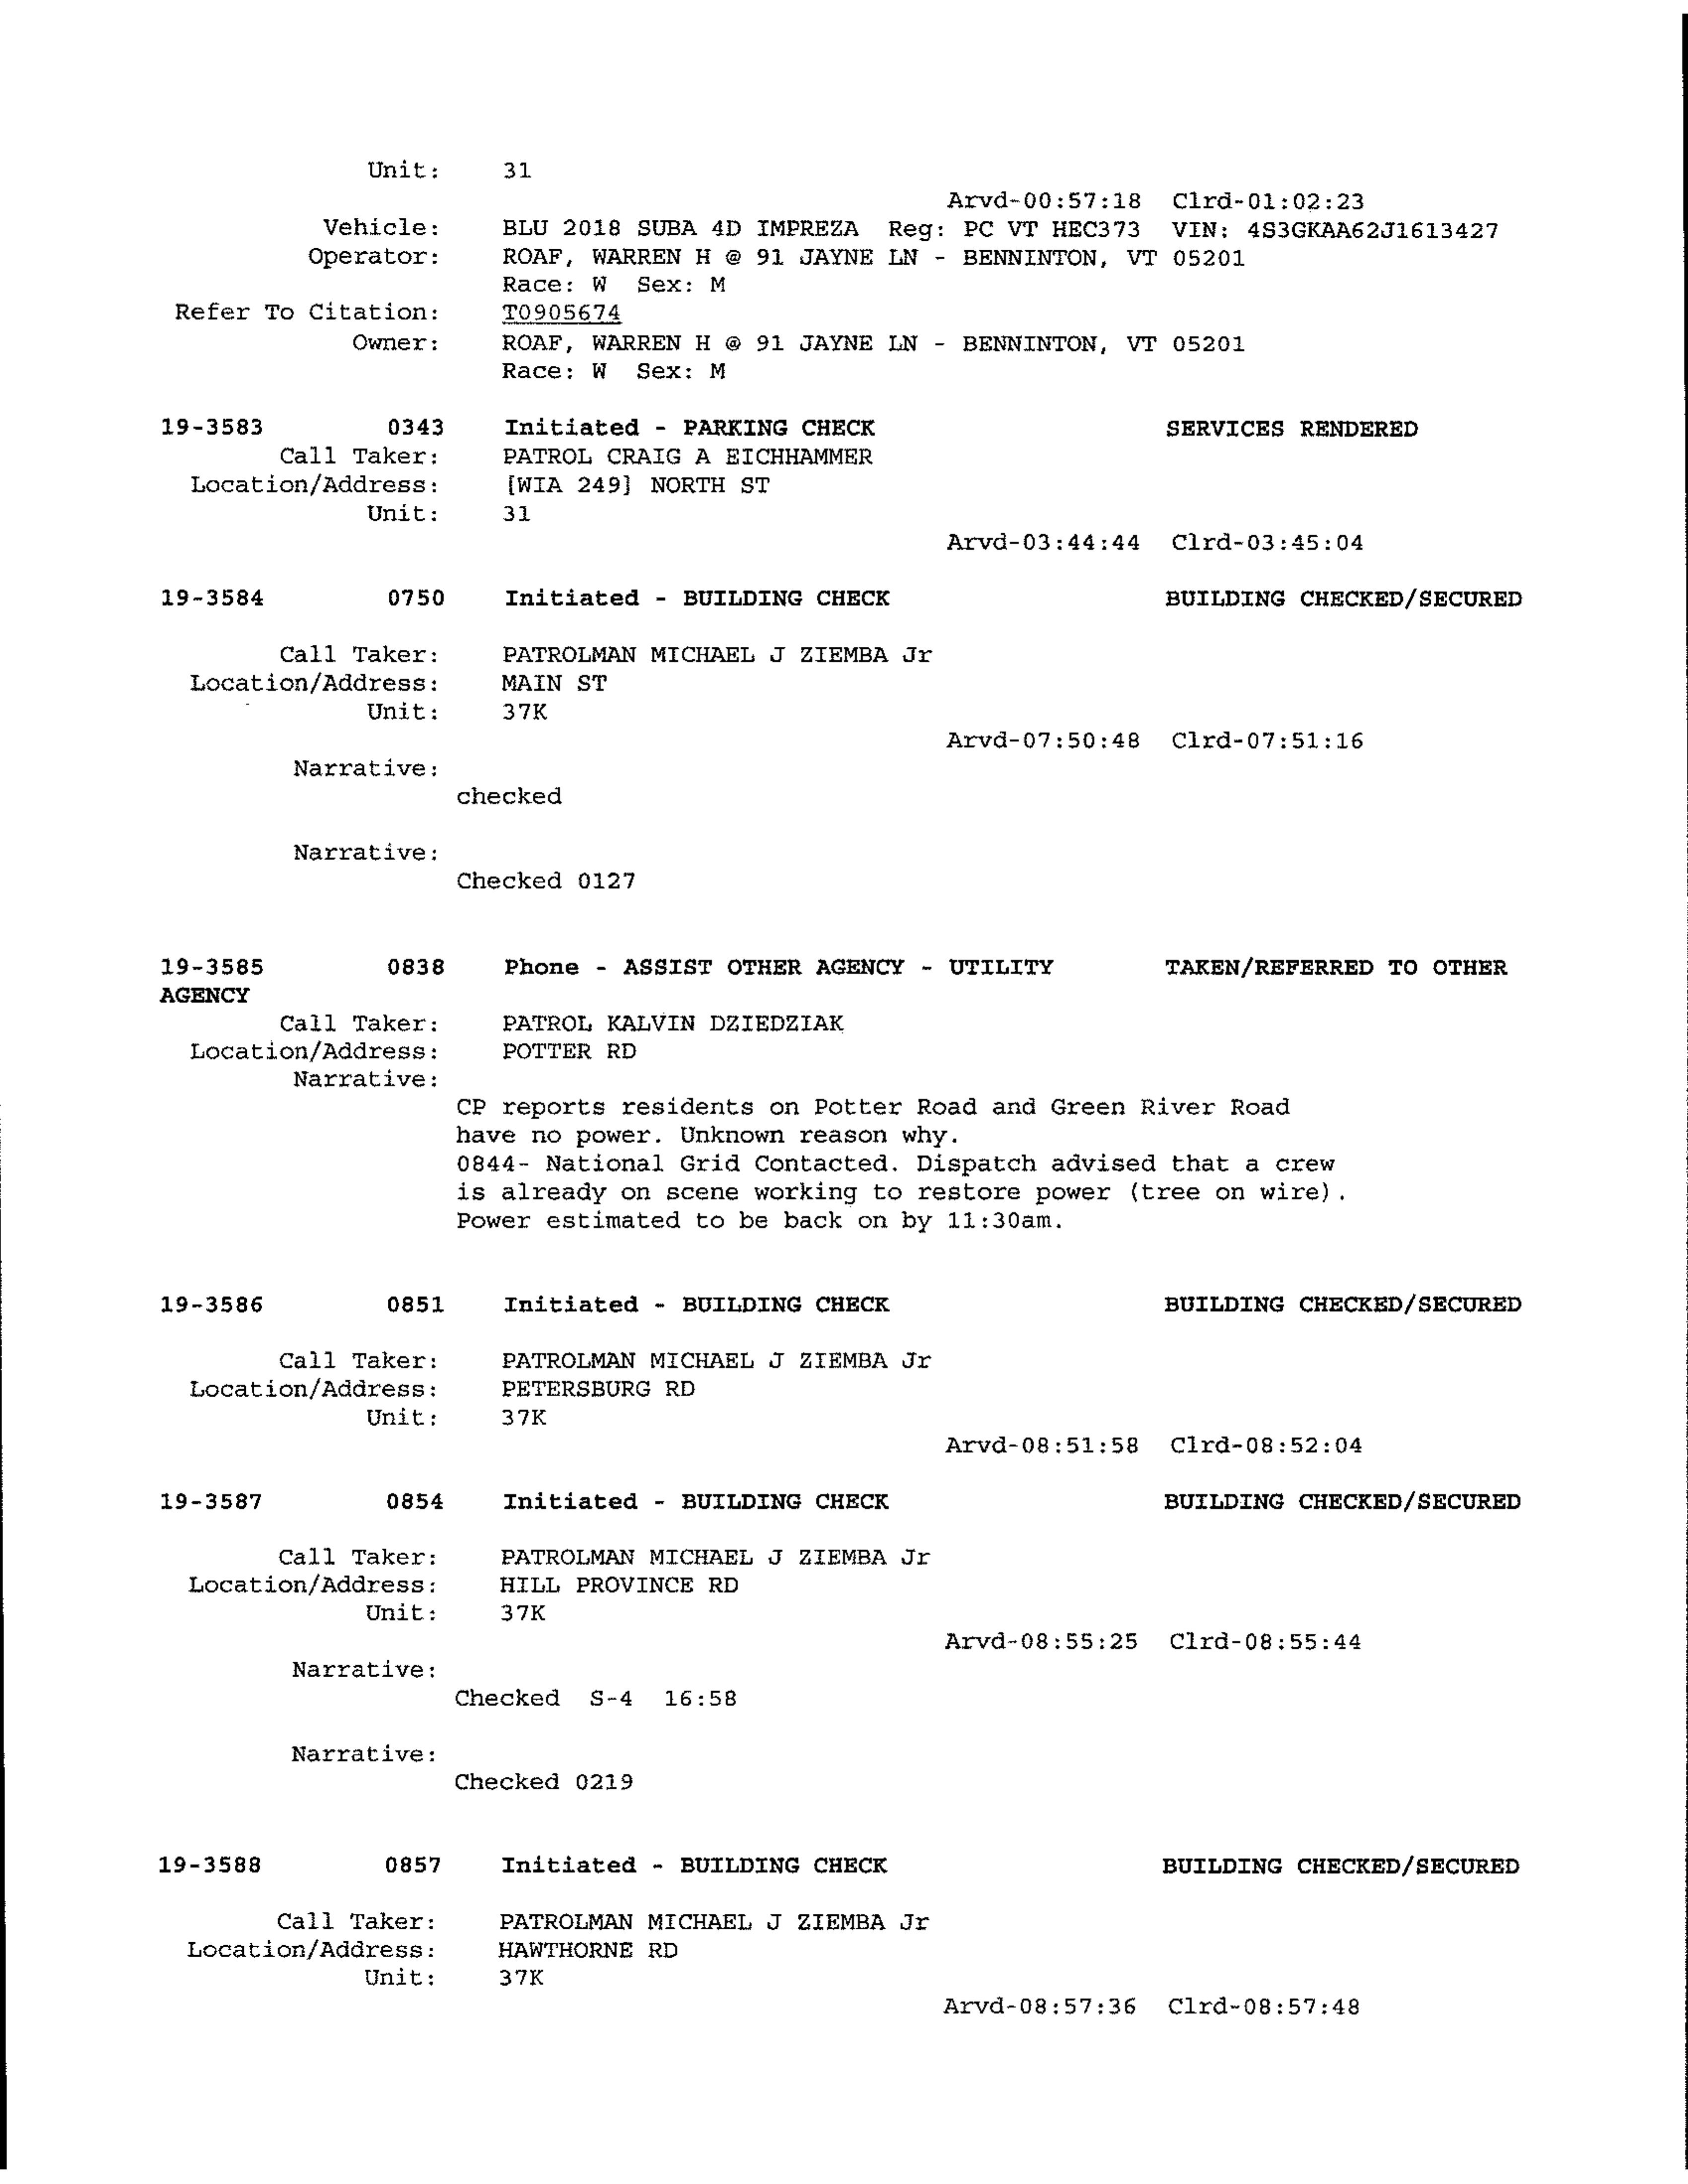 Unit: 31
Arvd-00:57:18 Clrd-01:02:23
Vehicle: BLU 2018 SUBA 4D IMPREZA Reg: PC VT HEC373 VIN: 4S3GKAA62J1613427
Operator: ROAF, WARREN H @ 91 JAYNE LN - BENNINTON, VT 05201
Race: W Sex: M
Refer To Citation: T0905674
Owner: ROAF, WARREN H @ 91 JAYNE LN - BENNINTON, VT 05201
Race: W Sex: M
19-3583 0343 Initiated - PARKING CHECK SERVICES RENDERED
Call Taker: PATROL CRAIG A EICHHAMMER
Location/Address: [WIA 249] NORTH ST
Unit: 31
Arvd-03:44:44 Clrd-03:45:04
19-3584 0750 Initiated - BUILDING CHECK BUILDING CHECKED/SECURED
Call Taker: PATROLMAN MICHAEL J ZIEMBA Jr
Location/Address: MAIN ST
Unit: 37K
Arvd-07:50:48 Clrd-07:51:16
Narrative:
checked
Narrative:
Checked 0127
19-3585 0838 Phone - ASSIST OTHER AGENCY - UTILITY TAKEN/REFERRED TO OTHER
AGENCY
Call Taker: PATROL KALVIN DZIEDZIAK
Location/Address: POTTER RD
Narrative:
CP reports residents on Potter Road and Green River Road
have no power. Unknown reason why.
0844- National Grid Contacted. Dispatch advised that a crew
is already on scene working to restore power (tree on wire).
Power estimated to be back on by 11:30am.
19-3586 0851 Initiated - BUILDING CHECK BUILDING CHECKED/SECURED
Call Taker: PATROLMAN MICHAEL J ZIEMBA Jr
Location/Address: PETERSBURG RD
Unit: 37K
Arvd-08:51:58 Clrd-08:52:04
19-3587 0854 Initiated - BUILDING CHECK BUILDING CHECKED/SECURED
Call Taker: PATROLMAN MICHAEL J ZIEMBA Jr
Location/Address: HILL PROVINCE RD
Unit: 37K
Arvd-08:55:25 Clrd-08:55:44
Narrative:
Checked S-4 16:58
Narrative:
Checked 0219
19-3588 0857 Initiated - BUILDING CHECK BUILDING CHECKED/SECURED
Call Taker: PATROLMAN MICHAEL J ZIEMBA Jr
Location/Address: HAWTHORNE RD
Unit: 37K
Arvd-08:57:36 Clrd-08:57:48